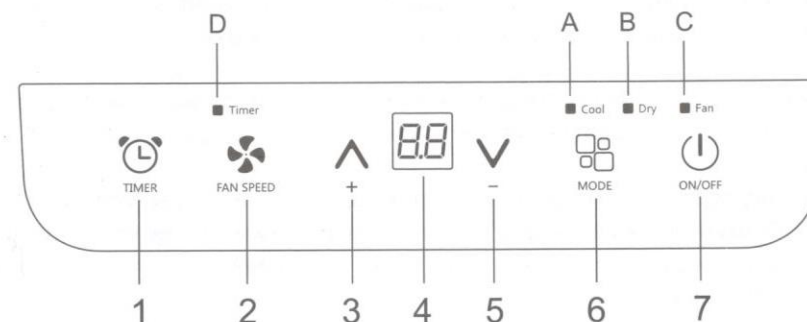 D A B C
Timer Cool Dry Fan
8.8
TIMER FAN SPEED + − MODE ON/OFF
1 2 3 4 5 6 7